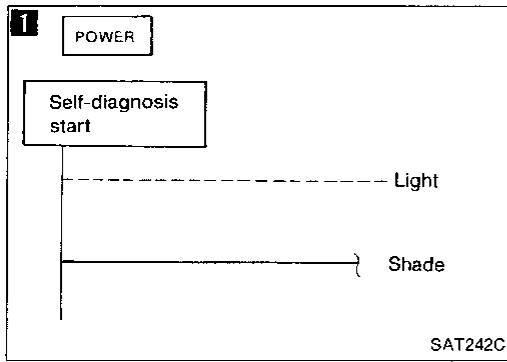 1
POWER
Self-diagnosis
start
Light
Shade
SAT242C